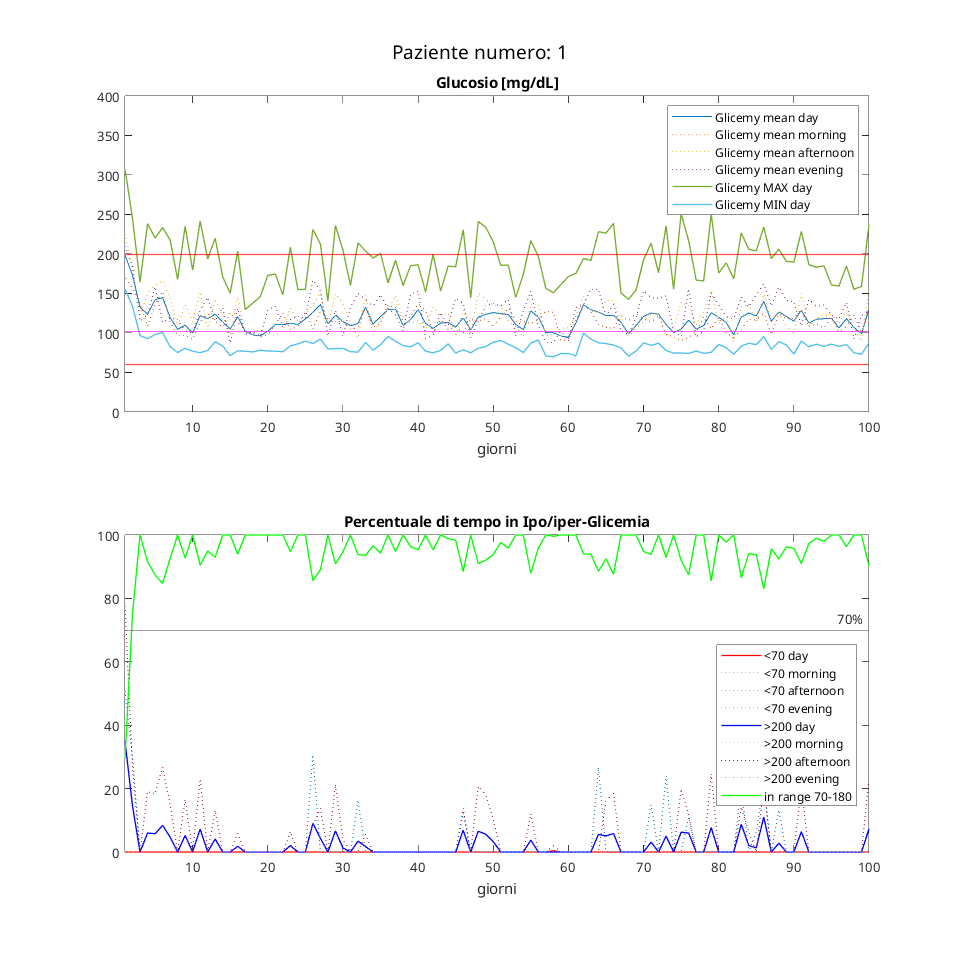 Paziente numero: 1
Glucosio [mg/dL]
400
350
300
250
200
150
100
50
0
Glicemy mean day
Glicemy mean morning
Glicemy mean afternoon
Glicemy mean evening
Glicemy MAX day
Glicemy MIN day
10 20 30 40 50 60 70 80 90 100
giorni
Percentuale di tempo in Ipo/iper-Glicemia
100
80
60
40
20
0
70%
<70 day
<70 morning
<70 afternoon
<70 evening
>200 day
>200 morning
>200 afternoon
>200 evening
in range 70-180
10 20 30 40 50 60 70 80 90 100
giorni